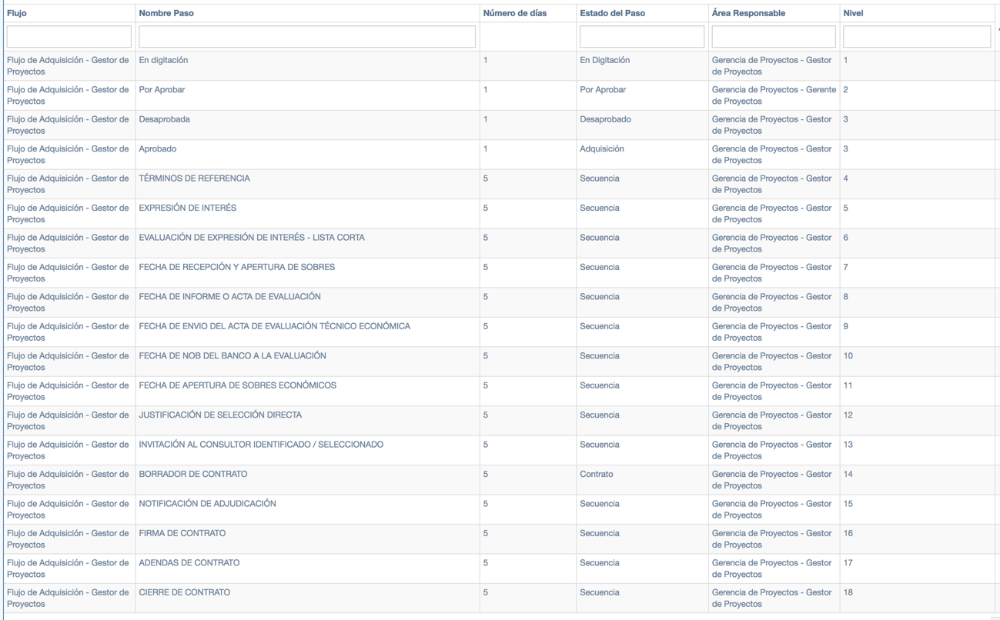 Flujo Nombre Paso Número de días Estado del Paso Área Responsable Nivel
Flujo de Adquisición - Gestor de Proyectos En digitación 1 En Digitación Gerencia de Proyectos - Gestor de Proyectos 1
Flujo de Adquisición - Gestor de Proyectos Por Aprobar 1 Por Aprobar Gerencia de Proyectos - Gerente de Proyectos 2
Flujo de Adquisición - Gestor de Proyectos Desaprobada 1 Desaprobado Gerencia de Proyectos - Gestor de Proyectos 3
Flujo de Adquisición - Gestor de Proyectos Aprobado 1 Adquisición Gerencia de Proyectos - Gestor de Proyectos 3
Flujo de Adquisición - Gestor de Proyectos TÉRMINOS DE REFERENCIA 5 Secuencia Gerencia de Proyectos - Gestor de Proyectos 4
Flujo de Adquisición - Gestor de Proyectos EXPRESIÓN DE INTERÉS 5 Secuencia Gerencia de Proyectos - Gestor de Proyectos 5
Flujo de Adquisición - Gestor de Proyectos EVALUACIÓN DE EXPRESIÓN DE INTERÉS - LISTA CORTA 5 Secuencia Gerencia de Proyectos - Gestor de Proyectos 6
Flujo de Adquisición - Gestor de Proyectos FECHA DE RECEPCIÓN Y APERTURA DE SOBRES 5 Secuencia Gerencia de Proyectos - Gestor de Proyectos 7
Flujo de Adquisición - Gestor de Proyectos FECHA DE INFORME O ACTA DE EVALUACIÓN 5 Secuencia Gerencia de Proyectos - Gestor de Proyectos 8
Flujo de Adquisición - Gestor de Proyectos FECHA DE ENVIO DEL ACTA DE EVALUACIÓN TÉCNICO ECONÓMICA 5 Secuencia Gerencia de Proyectos - Gestor de Proyectos 9
Flujo de Adquisición - Gestor de Proyectos FECHA DE NOB DEL BANCO A LA EVALUACIÓN 5 Secuencia Gerencia de Proyectos - Gestor de Proyectos 10
Flujo de Adquisición - Gestor de Proyectos FECHA DE APERTURA DE SOBRES ECONÓMICOS 5 Secuencia Gerencia de Proyectos - Gestor de Proyectos 11
Flujo de Adquisición - Gestor de Proyectos JUSTIFICACIÓN DE SELECCIÓN DIRECTA 5 Secuencia Gerencia de Proyectos - Gestor de Proyectos 12
Flujo de Adquisición - Gestor de Proyectos INVITACIÓN AL CONSULTOR IDENTIFICADO / SELECCIONADO 5 Secuencia Gerencia de Proyectos - Gestor de Proyectos 13
Flujo de Adquisición - Gestor de Proyectos BORRADOR DE CONTRATO 5 Contrato Gerencia de Proyectos - Gestor de Proyectos 14
Flujo de Adquisición - Gestor de Proyectos NOTIFICACIÓN DE ADJUDICACIÓN 5 Secuencia Gerencia de Proyectos - Gestor de Proyectos 15
Flujo de Adquisición - Gestor de Proyectos FIRMA DE CONTRATO 5 Secuencia Gerencia de Proyectos - Gestor de Proyectos 16
Flujo de Adquisición - Gestor de Proyectos ADENDAS DE CONTRATO 5 Secuencia Gerencia de Proyectos - Gestor de Proyectos 17
Flujo de Adquisición - Gestor de Proyectos CIERRE DE CONTRATO 5 Secuencia Gerencia de Proyectos - Gestor de Proyectos 18